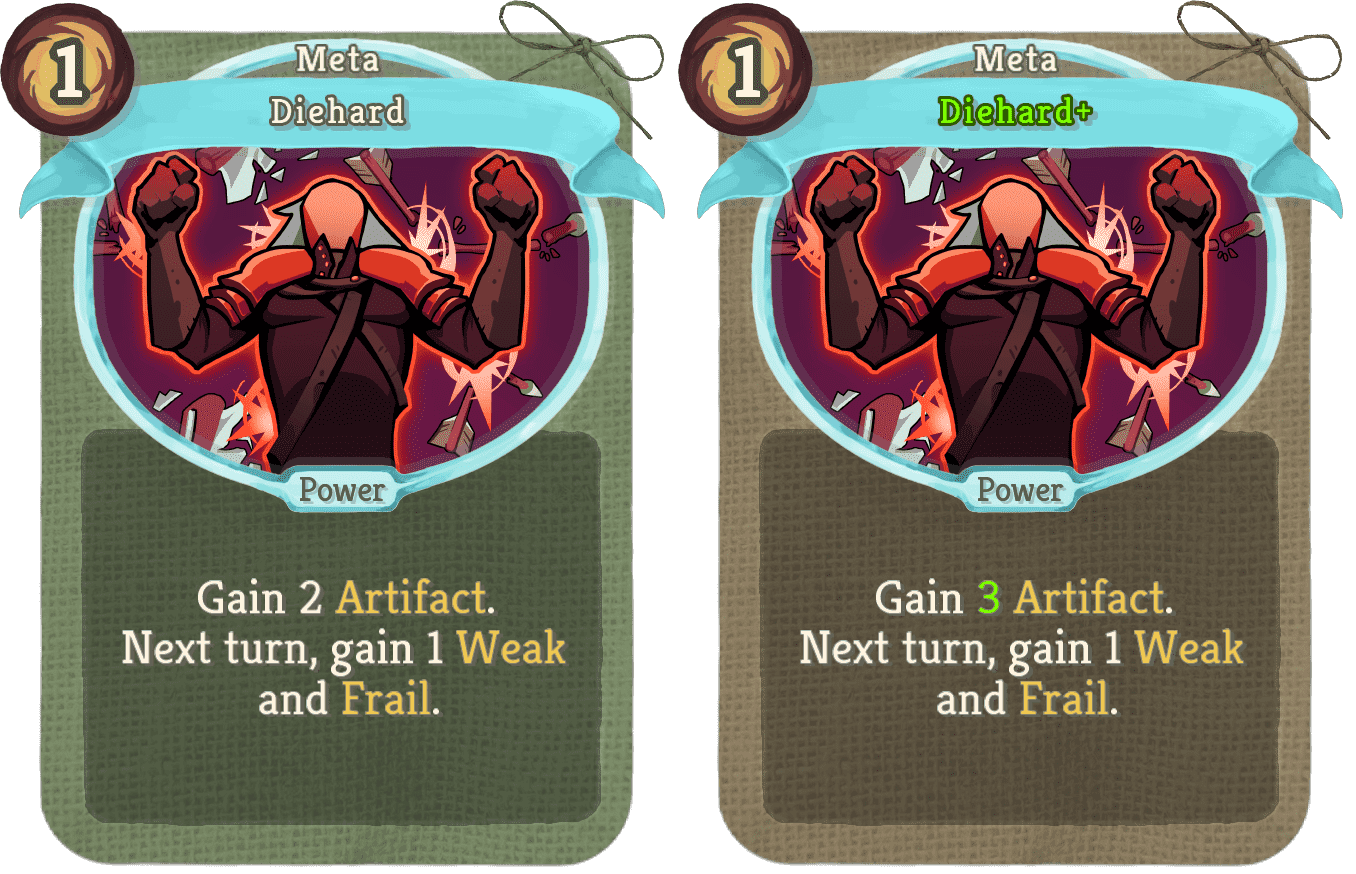 1
Meta
Diehard
Power
Gain 2 Artifact.
Next turn, gain 1 Weak
and Frail.
1
Meta
Diehard+
Power
Gain 3 Artifact.
Next turn, gain 1 Weak
and Frail.